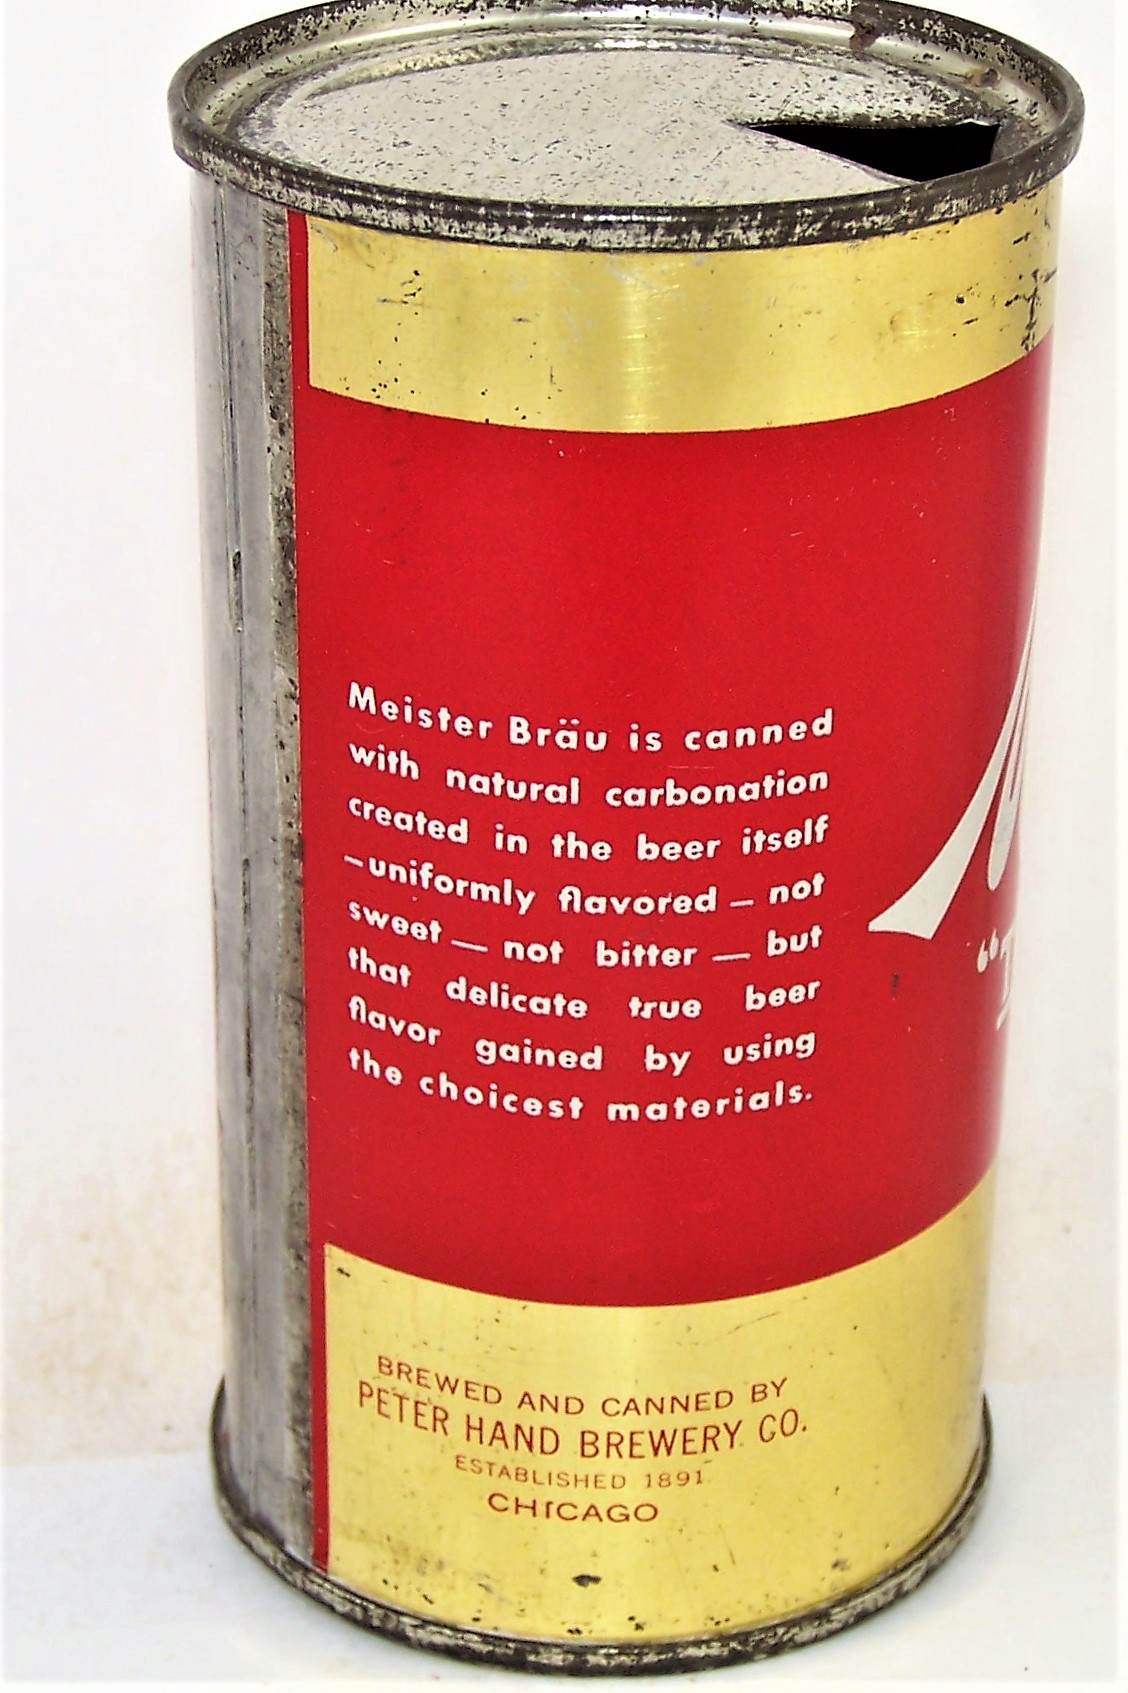 Meister Bräu is canned
with natural carbonation
created in the beer itself
–uniformly flavored – not
sweet — not bitter — but
that delicate true beer
flavor gained by using
the choicest materials.
BREWED AND CANNED BY
PETER HAND BREWERY CO.
ESTABLISHED 1891
CHICAGO